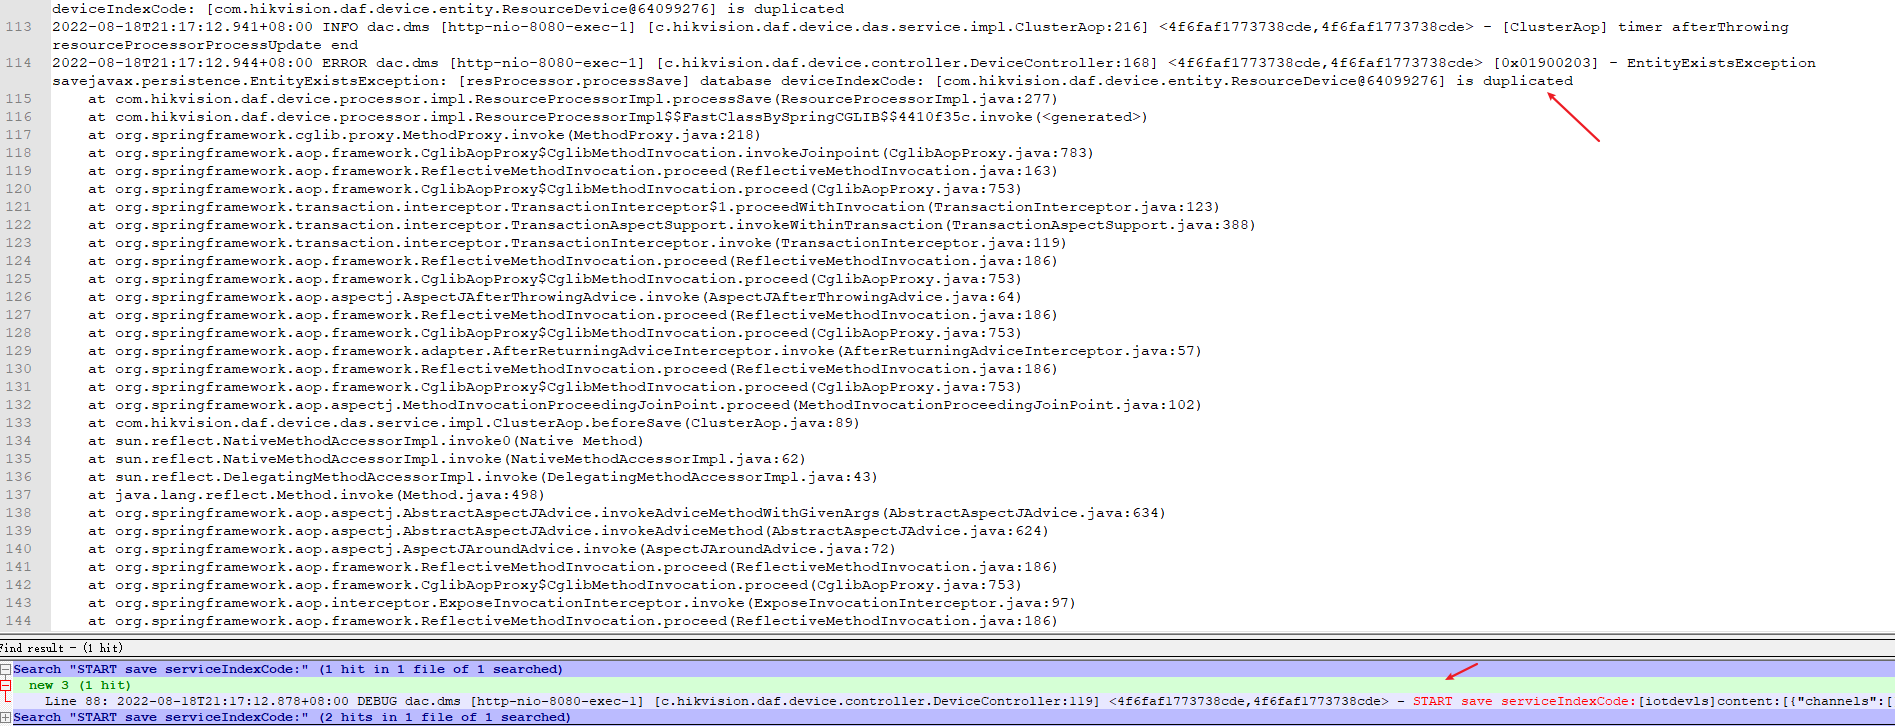 deviceIndexCode: [com.hikvision.daf.device.entity.ResourceDevice@64099276] is duplicated
113 2022-08-18T21:17:12.941+08:00 INFO dac.dms [http-nio-8080-exec-1] [c.hikvision.daf.device.das.service.impl.ClusterAop:216] <4f6faf1773738cde,4f6faf1773738cde> - [ClusterAop] timer afterThrowing
resourceProcessorProcessUpdate end
114 2022-08-18T21:17:12.944+08:00 ERROR dac.dms [http-nio-8080-exec-1] [c.hikvision.daf.device.controller.DeviceController:168] <4f6faf1773738cde,4f6faf1773738cde> [0x01900203] - EntityExistsException
savejavax.persistence.EntityExistsException: [resProcessor.processSave] database deviceIndexCode: [com.hikvision.daf.device.entity.ResourceDevice@64099276] is duplicated
115 at com.hikvision.daf.device.processor.impl.ResourceProcessorImpl.processSave(ResourceProcessorImpl.java:277)
116 at com.hikvision.daf.device.processor.impl.ResourceProcessorImpl$$FastClassBySpringCGLIB$$4410f35c.invoke(<generated>)
117 at org.springframework.cglib.proxy.MethodProxy.invoke(MethodProxy.java:218)
118 at org.springframework.aop.framework.CglibAopProxy$CglibMethodInvocation.invokeJoinpoint(CglibAopProxy.java:783)
119 at org.springframework.aop.framework.ReflectiveMethodInvocation.proceed(ReflectiveMethodInvocation.java:163)
120 at org.springframework.aop.framework.CglibAopProxy$CglibMethodInvocation.proceed(CglibAopProxy.java:753)
121 at org.springframework.transaction.interceptor.TransactionInterceptor$1.proceedWithInvocation(TransactionInterceptor.java:123)
122 at org.springframework.transaction.interceptor.TransactionAspectSupport.invokeWithinTransaction(TransactionAspectSupport.java:388)
123 at org.springframework.transaction.interceptor.TransactionInterceptor.invoke(TransactionInterceptor.java:119)
124 at org.springframework.aop.framework.ReflectiveMethodInvocation.proceed(ReflectiveMethodInvocation.java:186)
125 at org.springframework.aop.framework.CglibAopProxy$CglibMethodInvocation.proceed(CglibAopProxy.java:753)
126 at org.springframework.aop.aspectj.AspectJAfterThrowingAdvice.invoke(AspectJAfterThrowingAdvice.java:64)
127 at org.springframework.aop.framework.ReflectiveMethodInvocation.proceed(ReflectiveMethodInvocation.java:186)
128 at org.springframework.aop.framework.CglibAopProxy$CglibMethodInvocation.proceed(CglibAopProxy.java:753)
129 at org.springframework.aop.framework.adapter.AfterReturningAdviceInterceptor.invoke(AfterReturningAdviceInterceptor.java:57)
130 at org.springframework.aop.framework.ReflectiveMethodInvocation.proceed(ReflectiveMethodInvocation.java:186)
131 at org.springframework.aop.framework.CglibAopProxy$CglibMethodInvocation.proceed(CglibAopProxy.java:753)
132 at org.springframework.aop.aspectj.MethodInvocationProceedingJoinPoint.proceed(MethodInvocationProceedingJoinPoint.java:102)
133 at com.hikvision.daf.device.das.service.impl.ClusterAop.beforeSave(ClusterAop.java:89)
134 at sun.reflect.NativeMethodAccessorImpl.invoke0(Native Method)
135 at sun.reflect.NativeMethodAccessorImpl.invoke(NativeMethodAccessorImpl.java:62)
136 at sun.reflect.DelegatingMethodAccessorImpl.invoke(DelegatingMethodAccessorImpl.java:43)
137 at java.lang.reflect.Method.invoke(Method.java:498)
138 at org.springframework.aop.aspectj.AbstractAspectJAdvice.invokeAdviceMethodWithGivenArgs(AbstractAspectJAdvice.java:634)
139 at org.springframework.aop.aspectj.AbstractAspectJAdvice.invokeAdviceMethod(AbstractAspectJAdvice.java:624)
140 at org.springframework.aop.aspectj.AspectJAroundAdvice.invoke(AspectJAroundAdvice.java:72)
141 at org.springframework.aop.framework.ReflectiveMethodInvocation.proceed(ReflectiveMethodInvocation.java:186)
142 at org.springframework.aop.framework.CglibAopProxy$CglibMethodInvocation.proceed(CglibAopProxy.java:753)
143 at org.springframework.aop.interceptor.ExposeInvocationInterceptor.invoke(ExposeInvocationInterceptor.java:97)
144 at org.springframework.aop.framework.ReflectiveMethodInvocation.proceed(ReflectiveMethodInvocation.java:186)
Find result - (1 hit)
Search "START save serviceIndexCode:" (1 hit in 1 file of 1 searched)
new 3 (1 hit)
Line 88: 2022-08-18T21:17:12.878+08:00 DEBUG dac.dms [http-nio-8080-exec-1] [c.hikvision.daf.device.controller.DeviceController:119] <4f6faf1773738cde,4f6faf1773738cde> - START save serviceIndexCode:[iotdevls]content:[{"channels":[
Search "START save serviceIndexCode:" (2 hits in 1 file of 1 searched)